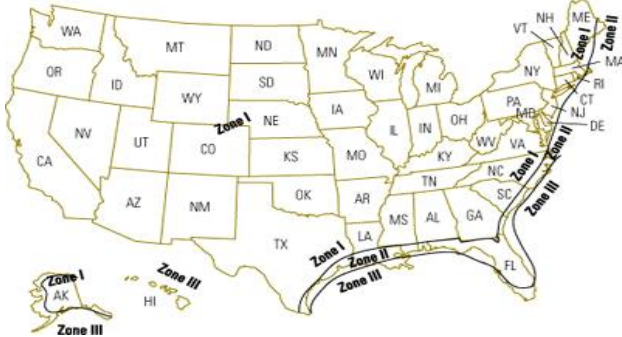 WA
MT
ND
MN
VT
NH
ME
Zone I
Zone II
OR
ID
SD
WI
MI
NY
MA
RI
CT
WY
Zone I
NE
IA
PA
NJ
NV
UT
CO
IL
IN
OH
MD
DE
CA
KS
MO
WV
VA
Zone II
KY
Zone I
AZ
NM
OK
AR
TN
NC
Zone III
SC
MS
AL
GA
TX
LA
Zone I
Zone II
FL
Zone III
Zone I
AK
Zone III
Zone III
HI